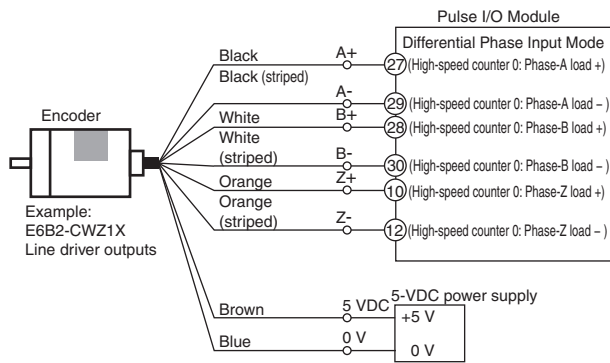 Pulse I/O Module
Differential Phase Input Mode
Black
A+
27 (High-speed counter 0: Phase-A load +)
Black (striped)
A-
29 (High-speed counter 0: Phase-A load − )
White
B+
28 (High-speed counter 0: Phase-B load +)
White
(striped)
B-
30 (High-speed counter 0: Phase-B load − )
Orange
Z+
10 (High-speed counter 0: Phase-Z load +)
Orange
(striped)
Z-
12 (High-speed counter 0: Phase-Z load − )
Encoder
Example:
E6B2-CWZ1X
Line driver outputs
5-VDC power supply
Brown
5 VDC
+5 V
Blue
0 V
0 V